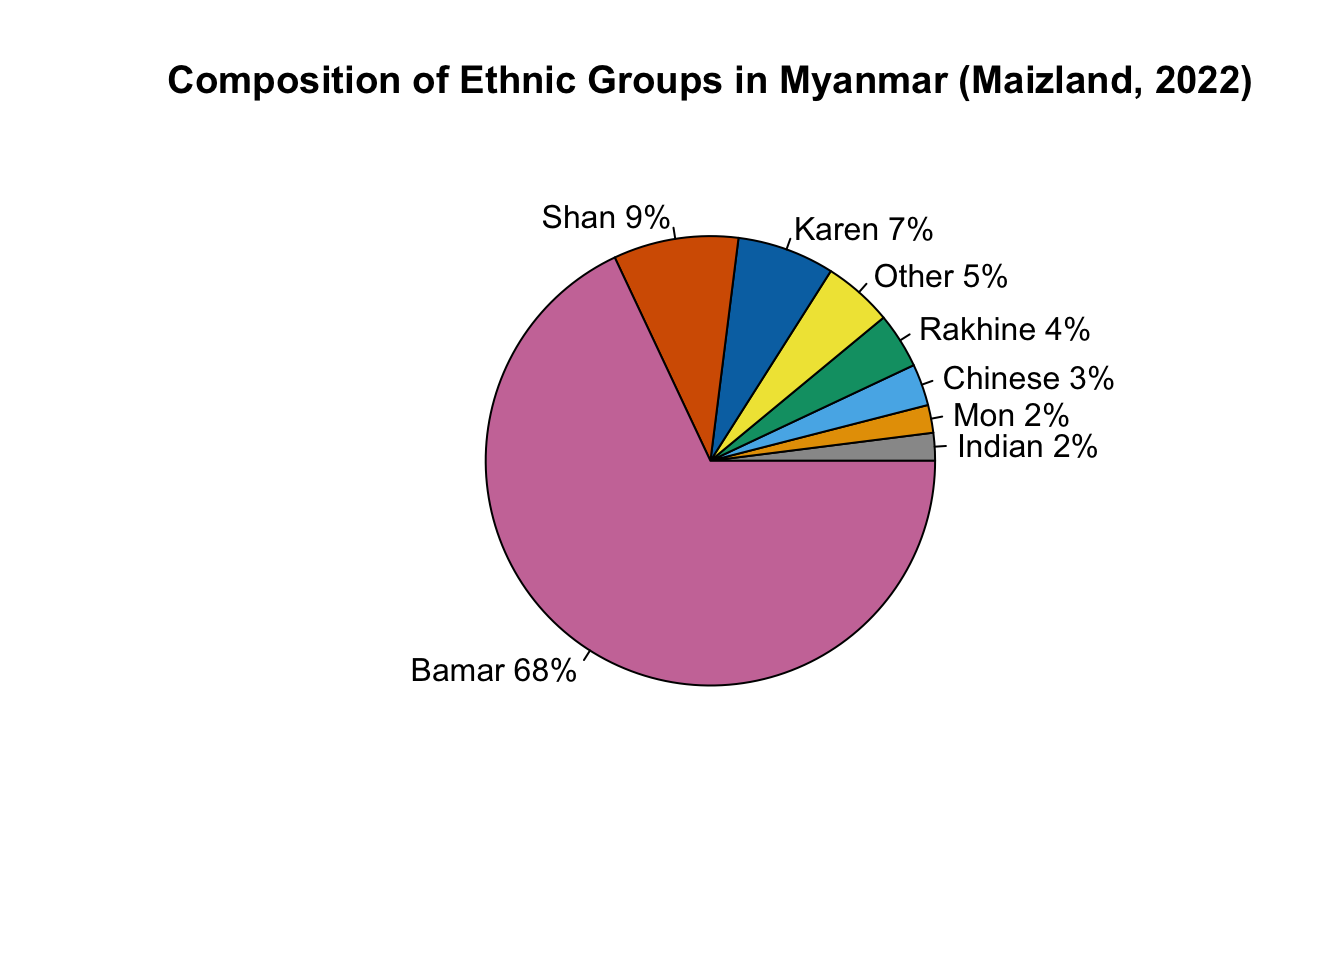 Composition of Ethnic Groups in Myanmar (Maizland, 2022)
Shan 9%
Karen 7%
Other 5%
Rakhine 4%
Chinese 3%
Mon 2%
Indian 2%
Bamar 68%